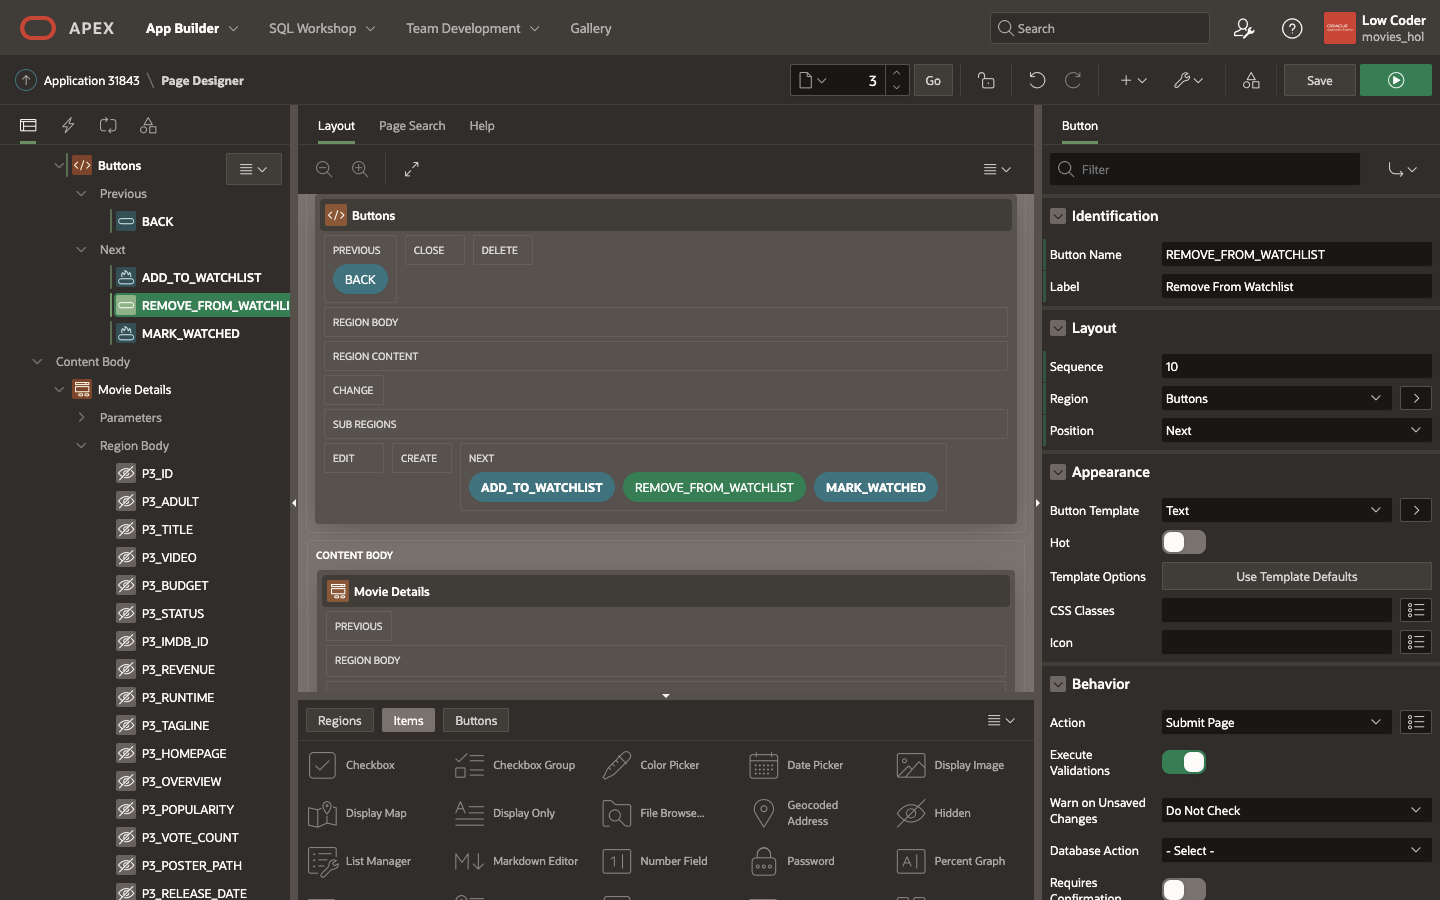 APEX
App Builder
SQL Workshop
Team Development
Gallery
Search
Low Coder
movies_hol
Application 31843 \ Page Designer
3
Go
Save
Buttons
Previous
BACK
Next
ADD_TO_WATCHLIST
REMOVE_FROM_WATCHLI
MARK_WATCHED
Content Body
Movie Details
Parameters
Region Body
P3_ID
P3_ADULT
P3_TITLE
P3_VIDEO
P3_BUDGET
P3_STATUS
P3_IMDB_ID
P3_REVENUE
P3_RUNTIME
P3_TAGLINE
P3_HOMEPAGE
P3_OVERVIEW
P3_POPULARITY
P3_VOTE_COUNT
P3_POSTER_PATH
P3_RELEASE_DATE
Layout
Page Search
Help
Buttons
PREVIOUS
CLOSE
DELETE
BACK
REGION BODY
REGION CONTENT
CHANGE
SUB REGIONS
EDIT
CREATE
NEXT
ADD_TO_WATCHLIST
REMOVE_FROM_WATCHLIST
MARK_WATCHED
CONTENT BODY
Movie Details
PREVIOUS
REGION BODY
Regions
Items
Buttons
Checkbox
Checkbox Group
Color Picker
Date Picker
Display Image
Display Map
Display Only
File Browse...
Geocoded
Address
Hidden
List Manager
Markdown Editor
Number Field
Password
Percent Graph
Button
Filter
Identification
Button Name REMOVE_FROM_WATCHLIST
Label Remove From Watchlist
Layout
Sequence 10
Region Buttons
Position Next
Appearance
Button Template Text
Hot
Template Options Use Template Defaults
CSS Classes
Icon
Behavior
Action Submit Page
Execute
Validations
Warn on Unsaved
Changes Do Not Check
Database Action - Select -
Requires
Confirmation